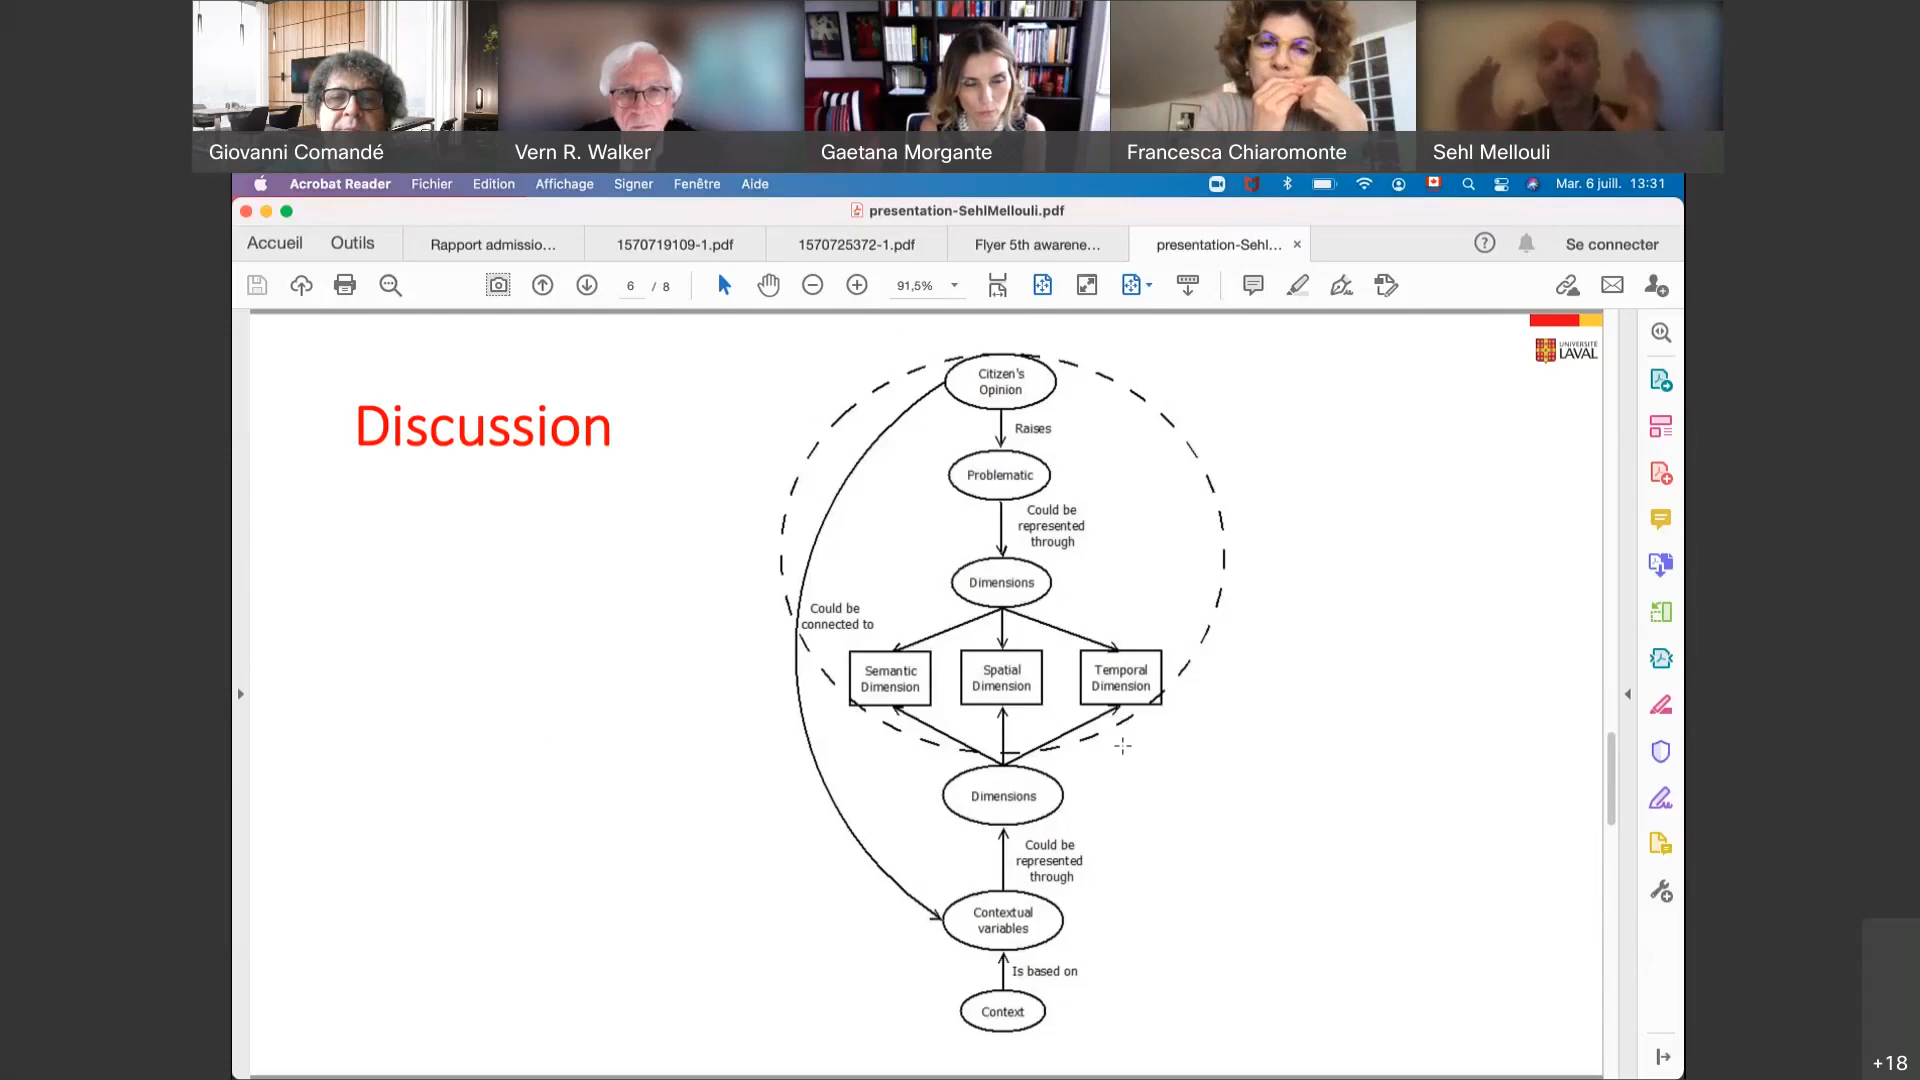 Giovanni Comandé
Vern R. Walker
Gaetana Morgante
Francesca Chiaromonte
Sehl Mellouli
Acrobat Reader Fichier Edition Affichage Signer Fenêtre Aide Mar. 6 juill. 13:31
presentation-SehlMellouli.pdf
Accueil Outils Rapport admissio... 1570719109-1.pdf 1570725372-1.pdf Flyer 5th awarene... presentation-Sehl... × Se connecter
6 / 8 91,5%
UNIVERSITÉ
LAVAL
Discussion
Citizen's
Opinion
Raises
Problematic
Could be
represented
through
Dimensions
Could be
connected to
Semantic
Dimension
Spatial
Dimension
Temporal
Dimension
Dimensions
Could be
represented
through
Contextual
variables
Is based on
Context
+18